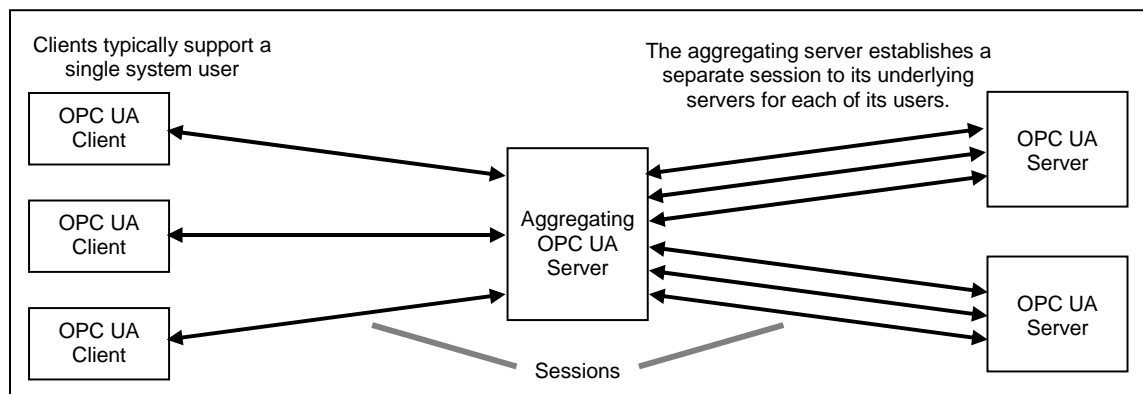 Clients typically support a
single system user
The aggregating server establishes a
separate session to its underlying
servers for each of its users.
OPC UA
Client
OPC UA
Client
OPC UA
Client
Aggregating
OPC UA
Server
OPC UA
Server
OPC UA
Server
Sessions